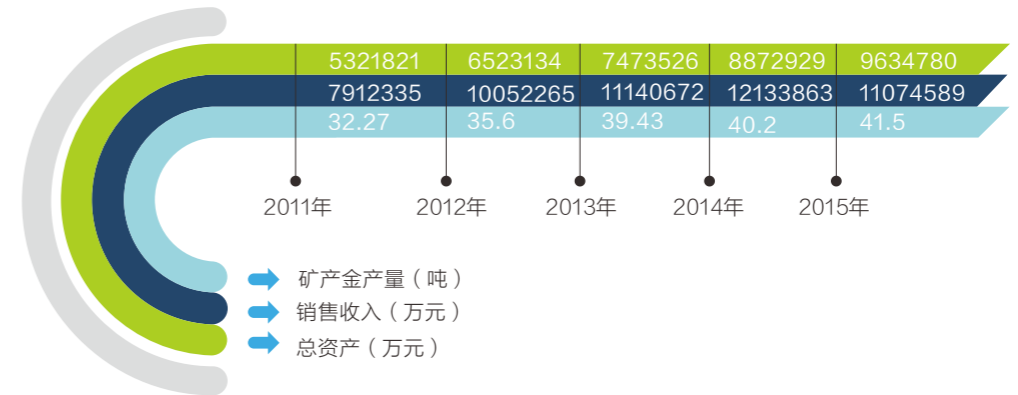 5321821 6523134 7473526 8872929 9634780
7912335 10052265 11140672 12133863 11074589
32.27 35.6 39.43 40.2 41.5
2011年 2012年 2013年 2014年 2015年
矿产金产量（吨）
销售收入（万元）
总资产（万元）